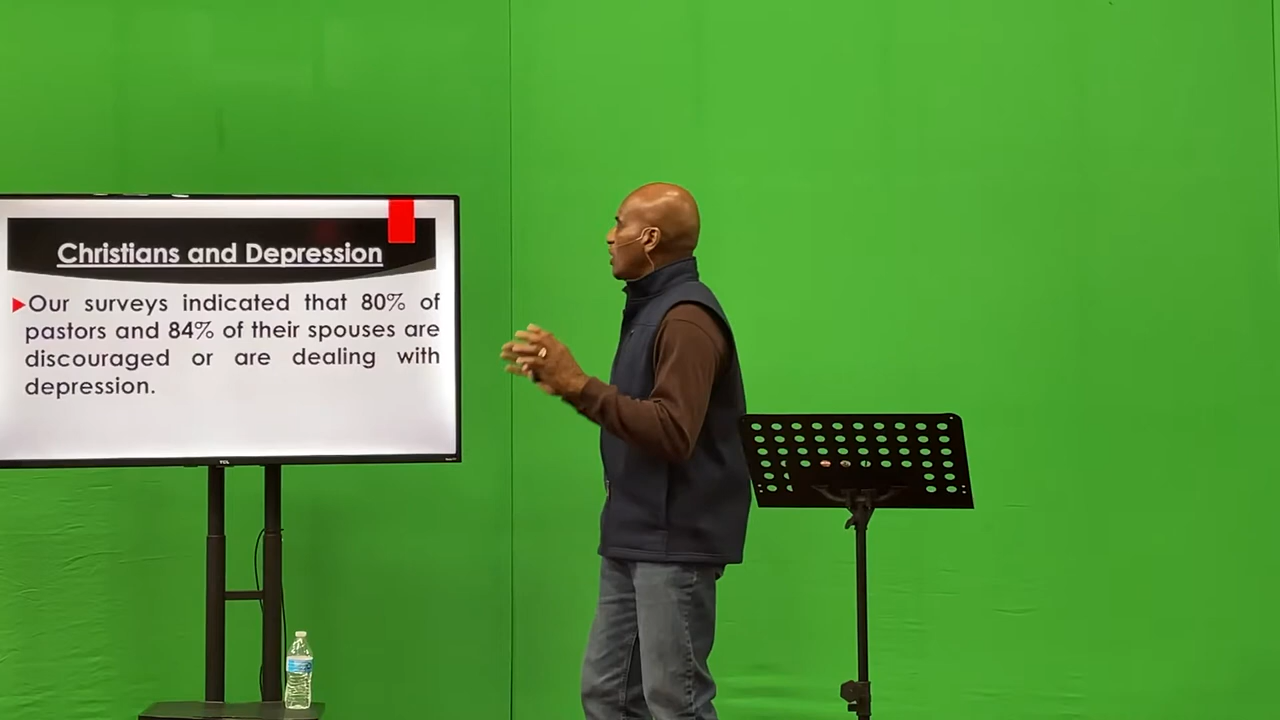 Christians and Depression
Our surveys indicated that 80% of
pastors and 84% of their spouses are
discouraged or are dealing with
depression.
TCL